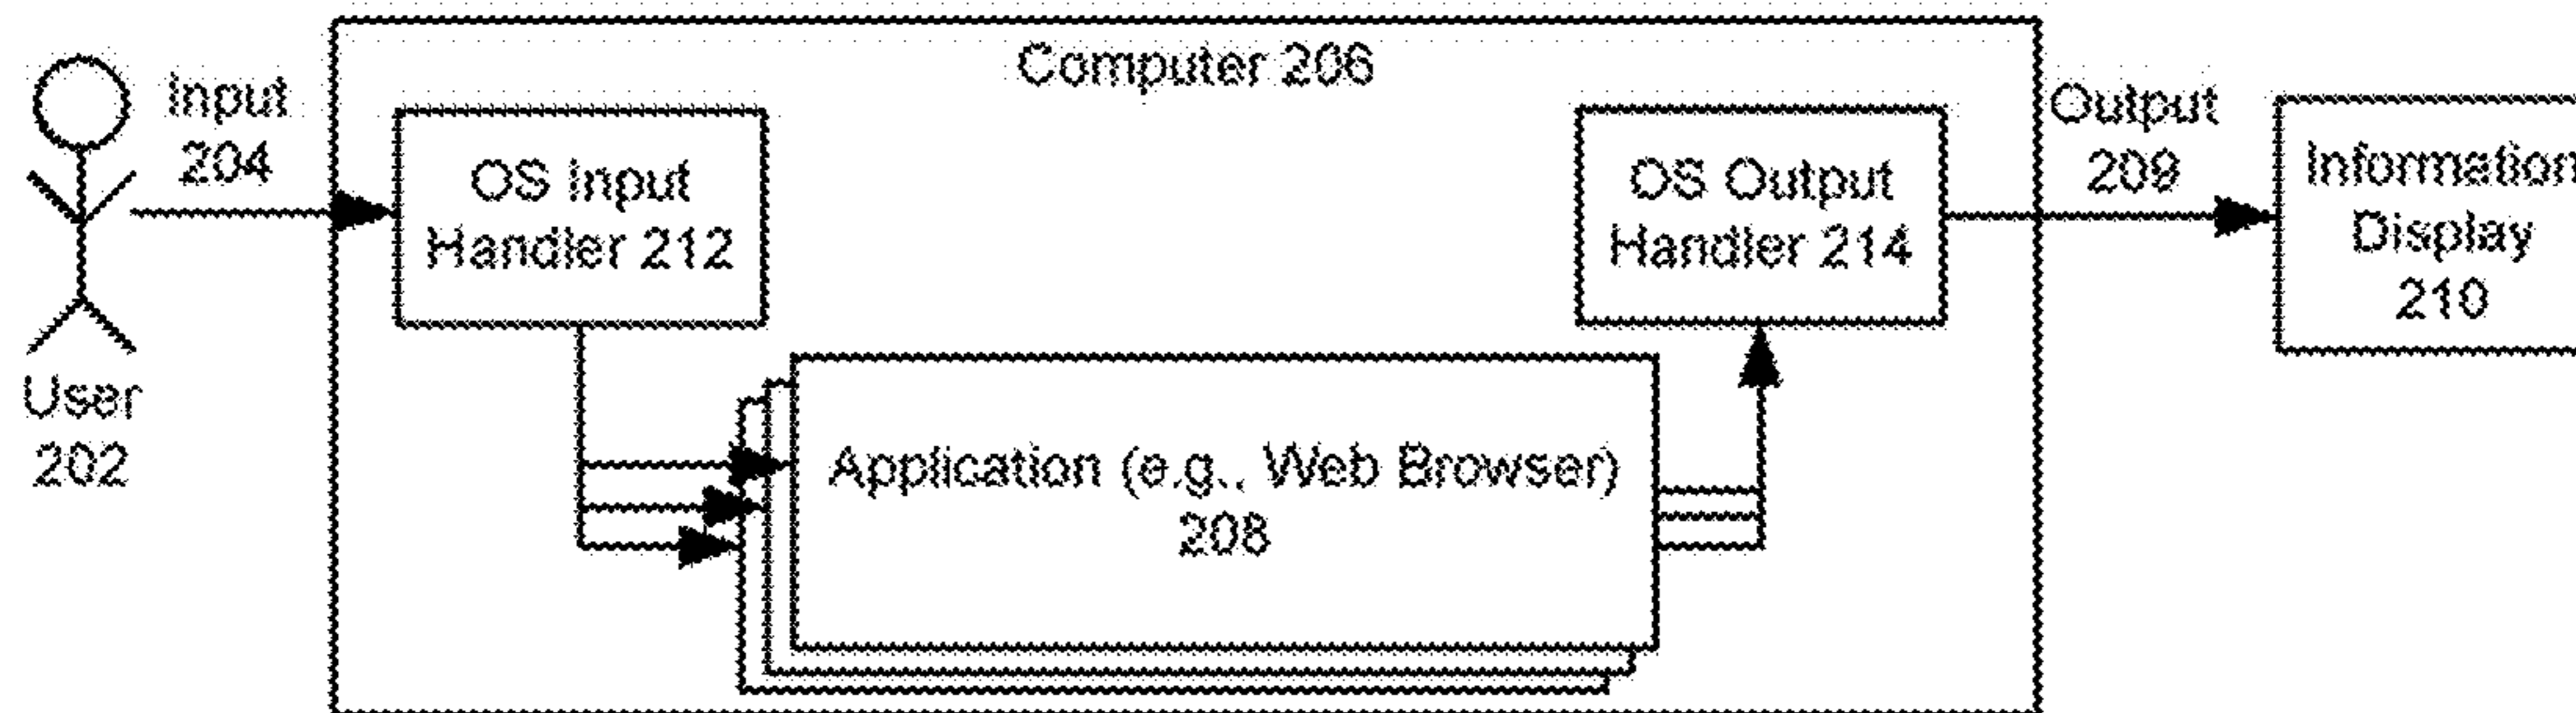 Computer 206
Input
204
OS Input
Handler 212
OS Output
Handler 214
Output
209
Information
Display
210
User
202
Application (e.g., Web Browser)
208